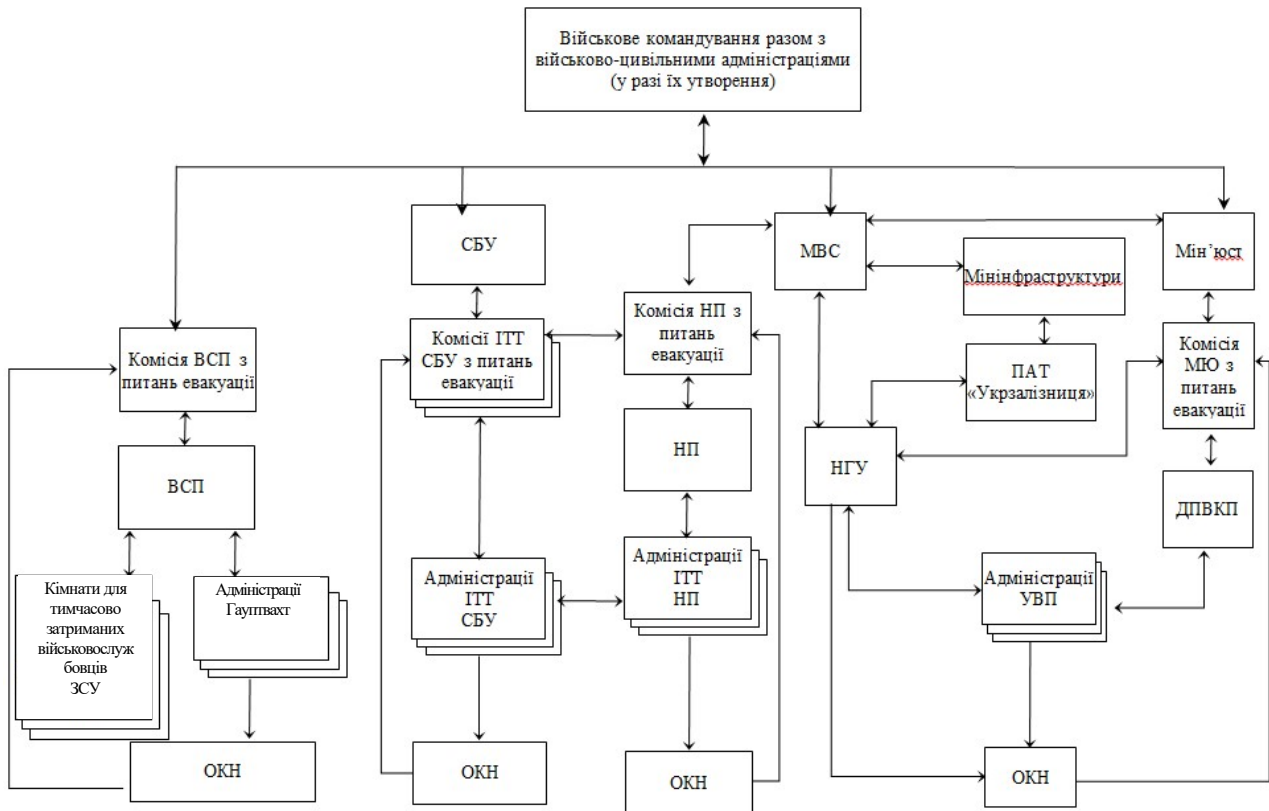 Військове командування разом з
військово-цивільними адміністраціями
(у разі їх утворення)
СБУ
МВС
Мін’юст
Мінінфраструктури
Комісія ВСП з
питань евакуації
Комісії ІТТ
СБУ з питань
евакуації
Комісія НП з
питань
евакуації
ПАТ
«Укрзалізниця»
Комісія
МЮ з
питань
евакуації
ВСП
НП
НГУ
ДПВКП
Кімнати для
тимчасово
затриманих
військовослуж
бовців
ЗСУ
Адміністрації
Гауптвахт
Адміністрації
ІТТ
СБУ
Адміністрації
ІТТ
НП
Адміністрації
УВП
ОКН
ОКН
ОКН
ОКН